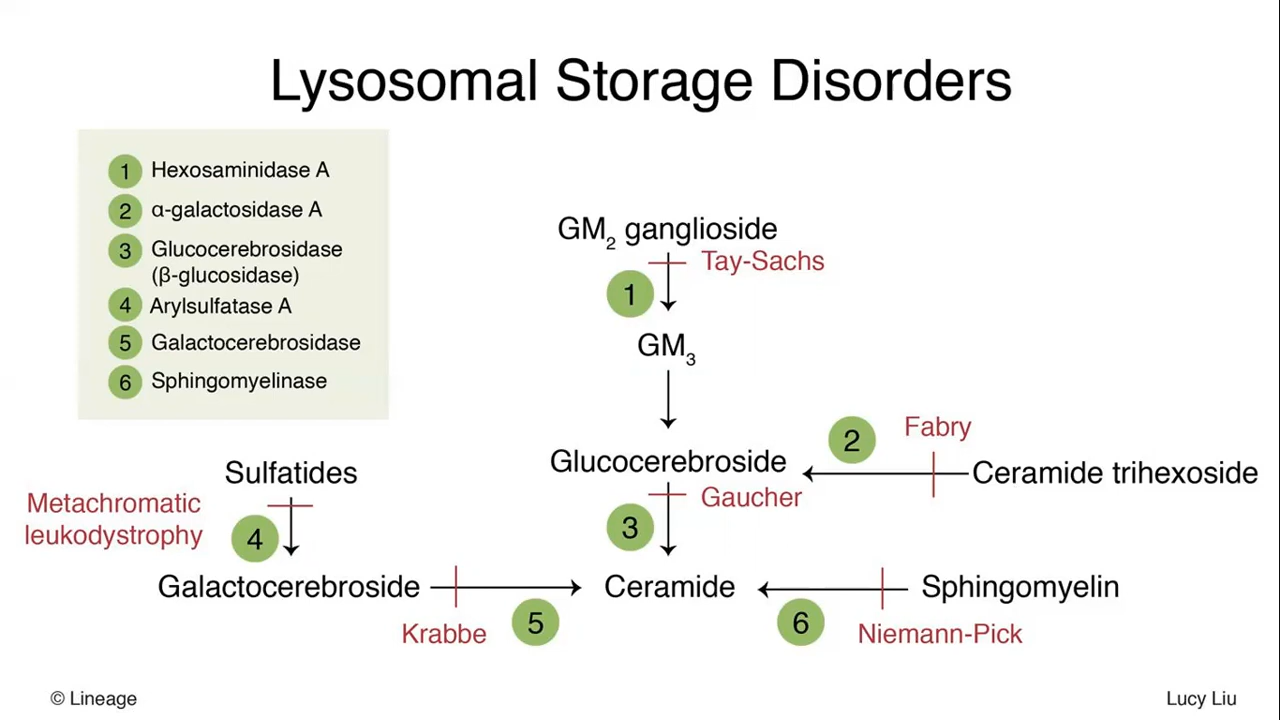 Lysosomal Storage Disorders
1 Hexosaminidase A
2 α-galactosidase A
3 Glucocerebrosidase
(β-glucosidase)
4 Arylsulfatase A
5 Galactocerebrosidase
6 Sphingomyelinase
GM2 ganglioside
Tay-Sachs
1
GM3
Fabry
2
Glucocerebroside
Ceramide trihexoside
Gaucher
3
Sulfatides
Metachromatic
leukodystrophy
4
Galactocerebroside
Ceramide
Sphingomyelin
Krabbe
5
6
Niemann-Pick
© Lineage
Lucy Liu